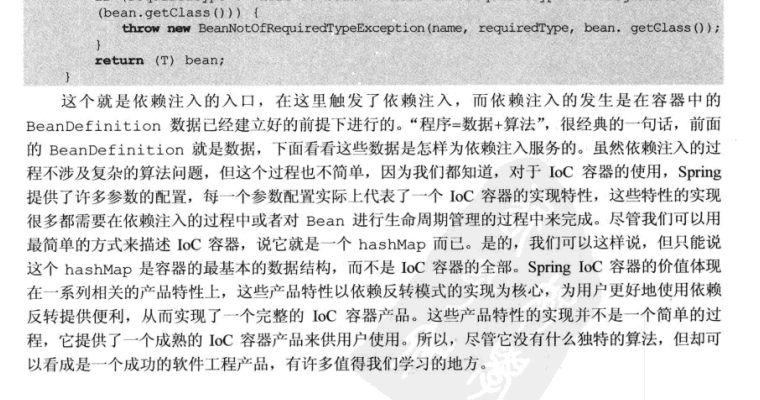 (bean.getClass())) {
throw new BeanNotOfRequiredTypeException(name, requiredType, bean. getClass());
}
return (T) bean;
}
这个就是依赖注入的入口，在这里触发了依赖注入，而依赖注入的发生是在容器中的
BeanDefinition 数据已经建立好的前提下进行的。“程序=数据+算法”，很经典的一句话，前面
的 BeanDefinition 就是数据，下面看看这些数据是怎样为依赖注入服务的。虽然依赖注入的过
程不涉及复杂的算法问题，但这个过程也不简单，因为我们都知道，对于 IoC 容器的使用，Spring
提供了许多参数的配置，每一个参数配置实际上代表了一个 IoC 容器的实现特性，这些特性的实现
很多都需要在依赖注入的过程中或者对 Bean 进行生命周期管理的过程中来完成。尽管我们可以用
最简单的方式来描述 IoC 容器，说它就是一个 hashMap 而已。是的，我们可以这样说，但只能说
这个 hashMap 是容器的最基本的数据结构，而不是 IoC 容器的全部。Spring IoC 容器的价值体现
在一系列相关的产品特性上，这些产品特性以依赖反转模式的实现为核心，为用户更好地使用依赖
反转提供便利，从而实现了一个完整的 IoC 容器产品。这些产品特性的实现并不是一个简单的过
程，它提供了一个成熟的 IoC 容器产品来供用户使用。所以，尽管它没有什么独特的算法，但却可
以看成是一个成功的软件工程产品，有许多值得我们学习的地方。